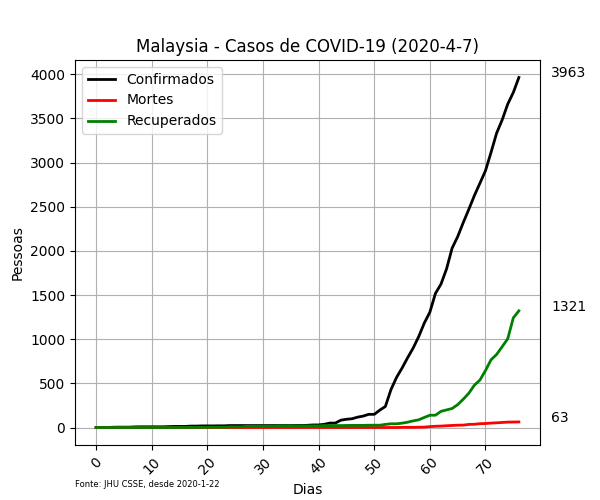 Malaysia - Casos de COVID-19 (2020-4-7)
Confirmados
Mortes
Recuperados
Pessoas
4000
3500
3000
2500
2000
1500
1000
500
0
3963
1321
63
0
10
20
30
40
50
60
70
Dias
Fonte: JHU CSSE, desde 2020-1-22